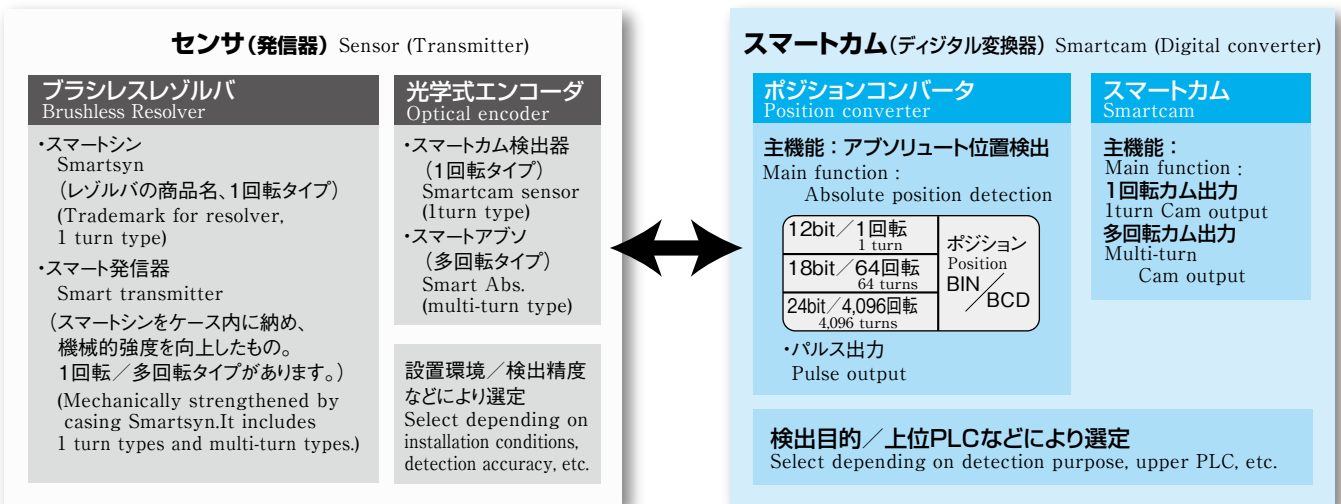 センサ(発信器) Sensor (Transmitter)
ブラシレスレゾルバ
Brushless Resolver
・スマートシン
Smartsyn
(レゾルバの商品名、1回転タイプ)
(Trademark for resolver,
1 turn type)
・スマート発信器
Smart transmitter
(スマートシンをケース内に納め、
機械的強度を向上したもの。
1回転／多回転タイプがあります。)
(Mechanically strengthened by
casing Smartsyn.It includes
1 turn types and multi-turn types.)
光学式エンコーダ
Optical encoder
・スマートカム検出器
(1回転タイプ)
Smartcam sensor
(1turn type)
・スマートアブソ
(多回転タイプ)
Smart Abs.
(multi-turn type)
設置環境／検出精度
などにより選定
Select depending on
installation conditions,
detection accuracy, etc.
スマートカム(ディジタル変換器) Smartcam (Digital converter)
ポジションコンバータ
Position converter
主機能：アブソリュート位置検出
Main function :
Absolute position detection
12bit／1回転
1 turn
18bit／64回転
64 turns
24bit／4,096回転
4,096 turns
ポジション
Position
BIN／BCD
・パルス出力
Pulse output
スマートカム
Smartcam
主機能：
Main function :
1回転カム出力
1turn Cam output
多回転カム出力
Multi-turn
Cam output
検出目的／上位PLCなどにより選定
Select depending on detection purpose, upper PLC, etc.